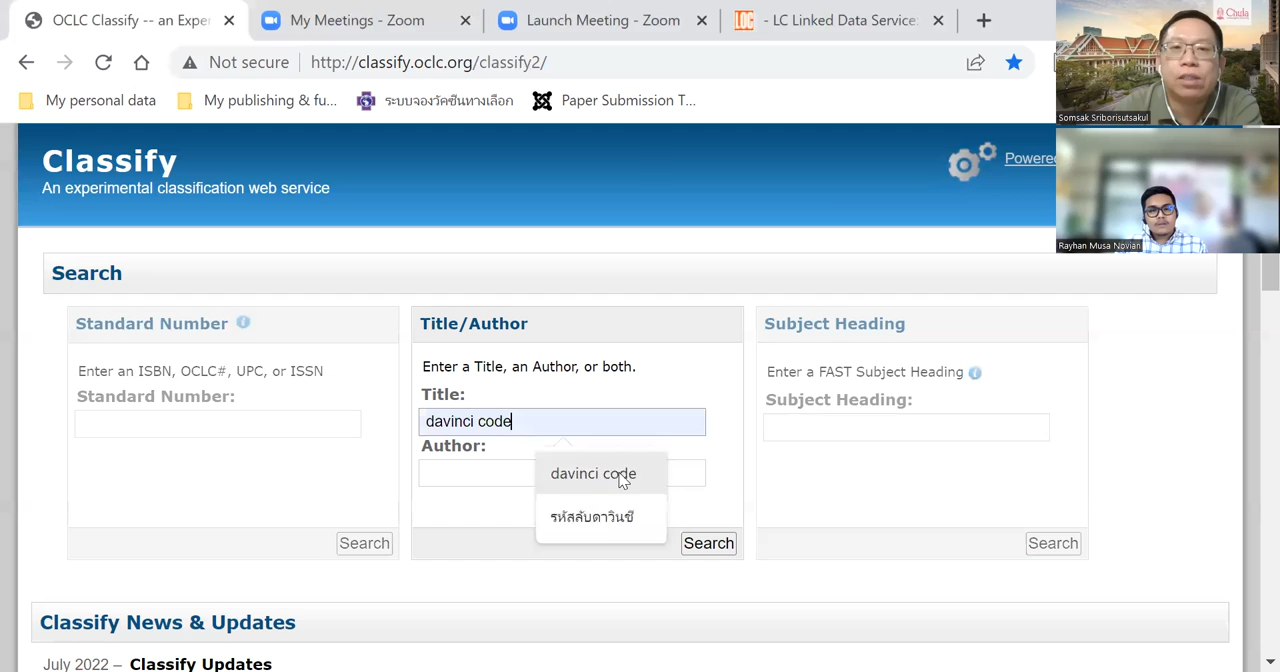 OCLC Classify -- an Exper
My Meetings - Zoom
Launch Meeting - Zoom
LOC
- LC Linked Data Service:
Not secure
http://classify.oclc.org/classify2/
My personal data
My publishing & fu...
ระบบจองวัคซีนทางเลือก
Paper Submission T...
Chula
Somsak Sriborisutsakul
Rayhan Musa Novian
Classify
An experimental classification web service
Powere
Search
Standard Number
Enter an ISBN, OCLC#, UPC, or ISSN
Standard Number:
Search
Title/Author
Enter a Title, an Author, or both.
Title:
davinci code
Author:
davinci code
รหัสลับดาวินชี
Search
Subject Heading
Enter a FAST Subject Heading
Subject Heading:
Search
Classify News & Updates
July 2022 – Classify Updates